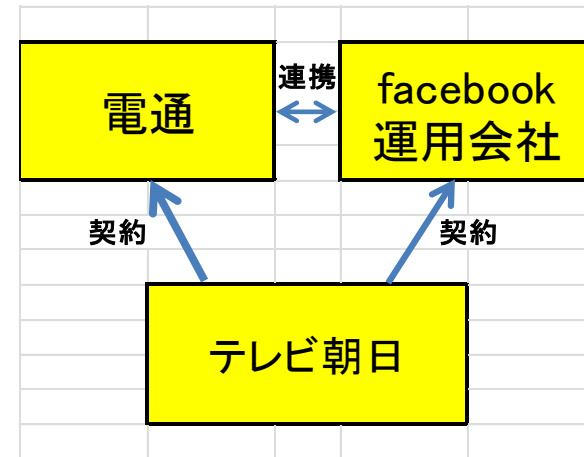 連携
電通
facebook
運用会社
契約
契約
テレビ朝日